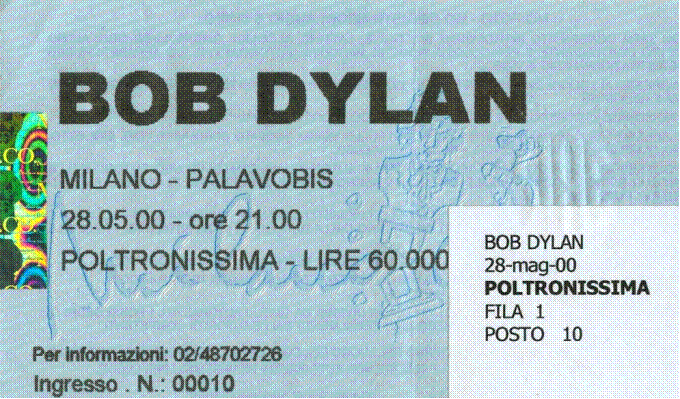 BOB DYLAN
MILANO - PALAVOBIS
28.05.00 - ore 21.00
POLTRONISSIMA - LIRE 60.000
BOB DYLAN
28-mag-00
POLTRONISSIMA
FILA 1
POSTO 10
Per informazioni: 02/48702726
Ingresso . N.: 00010